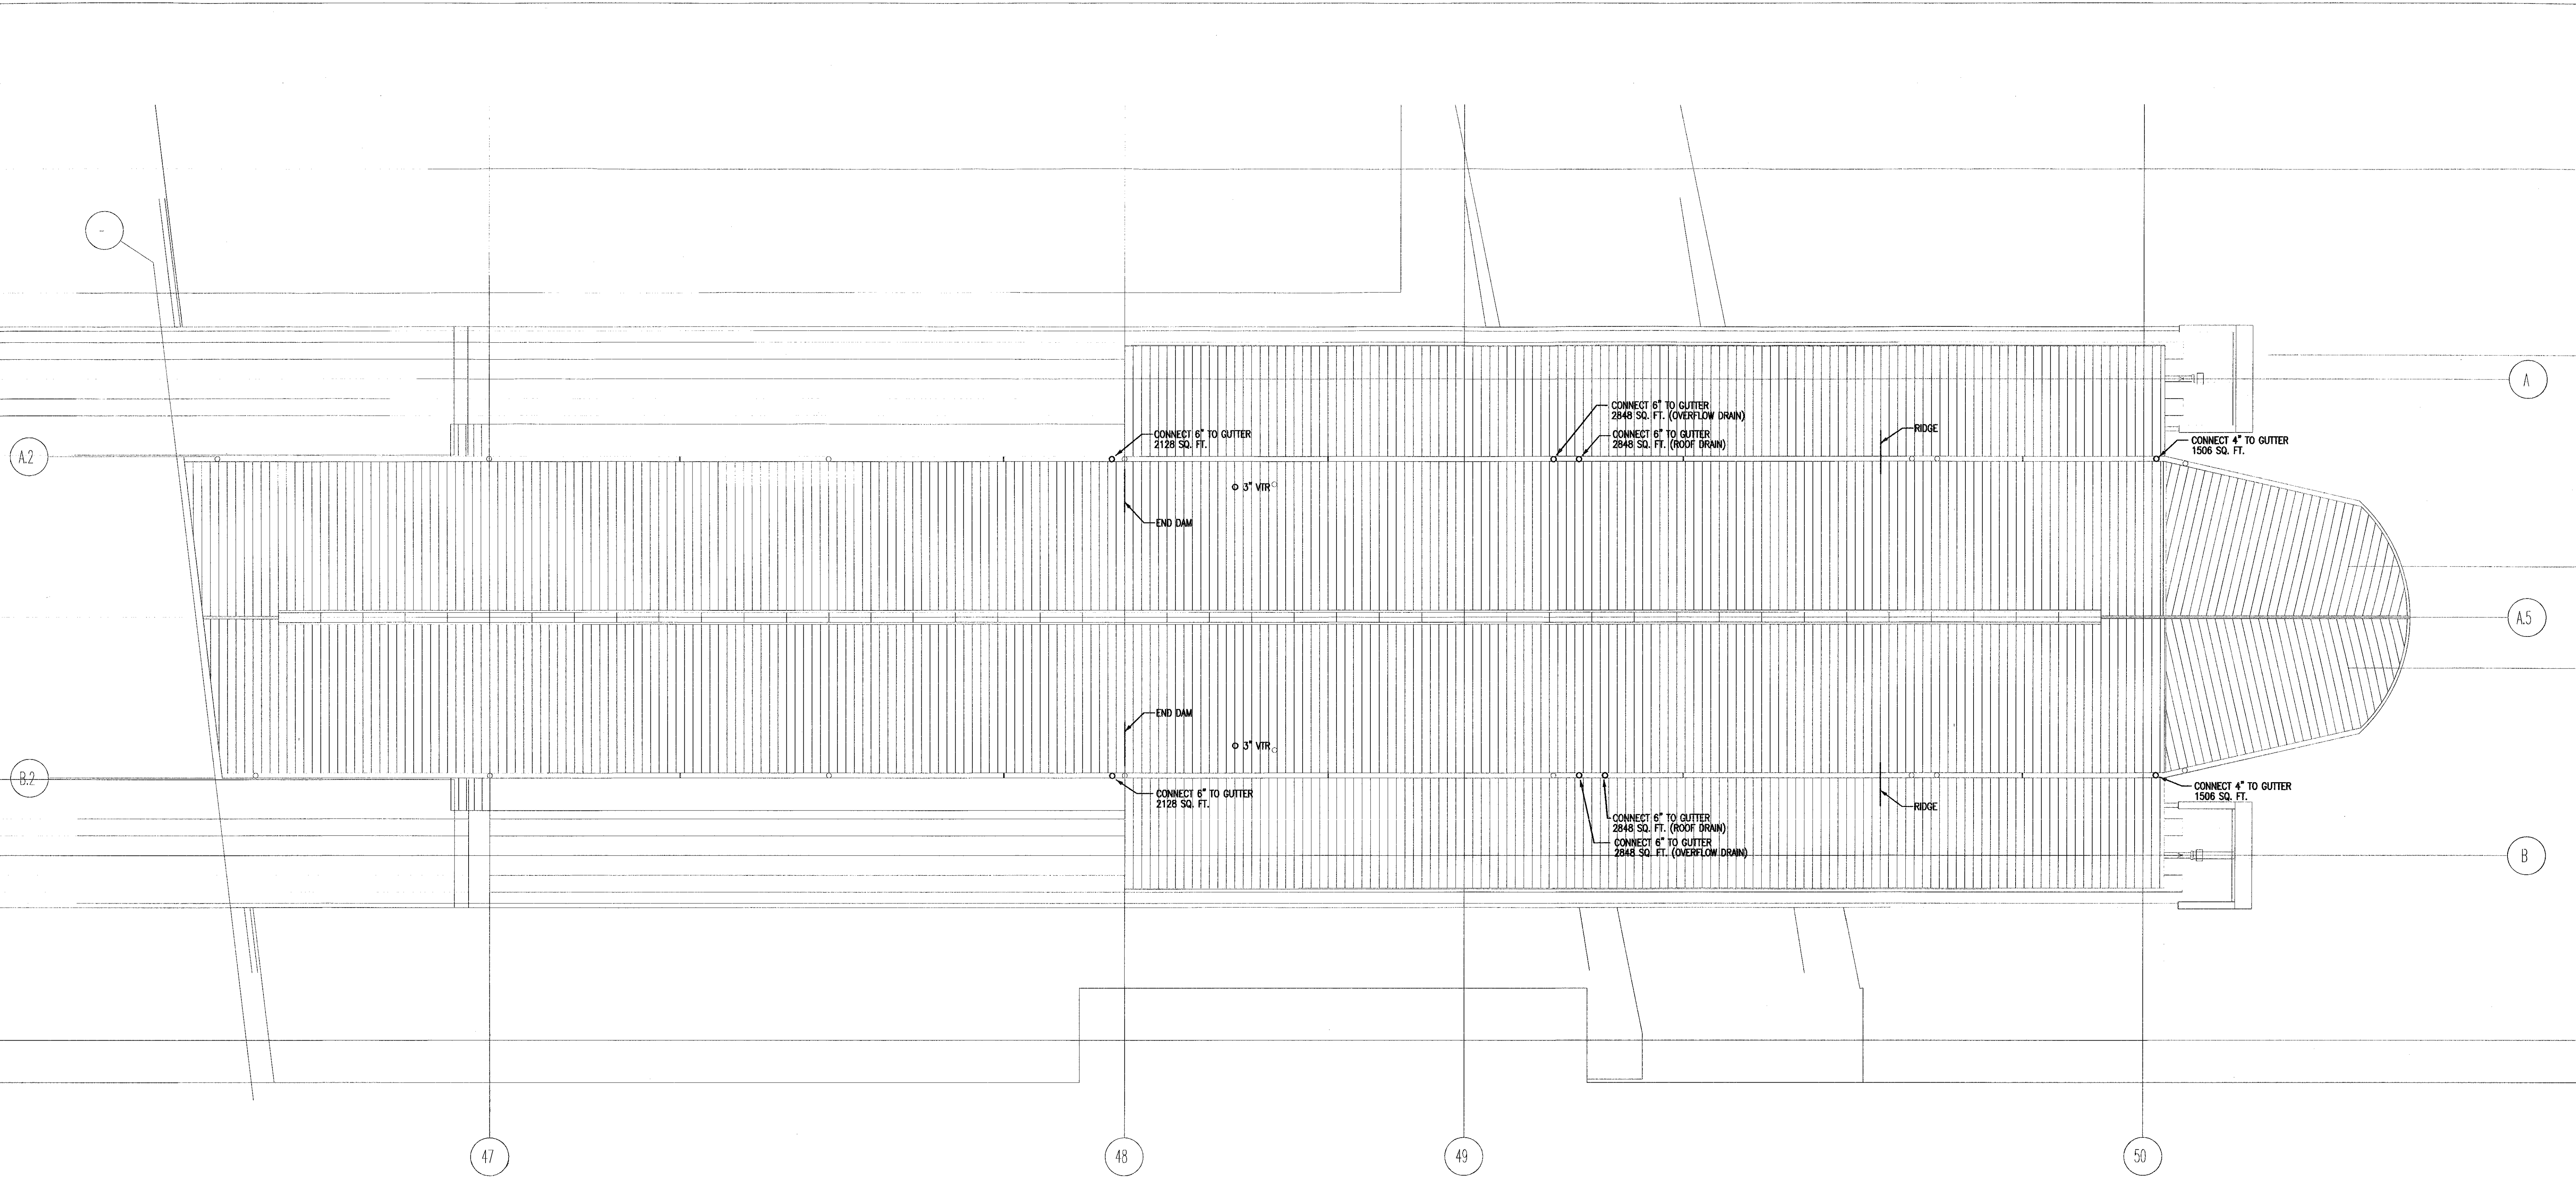 -
A
CONNECT 6" TO GUTTER
2848 SQ. FT. (OVERFLOW DRAIN)
CONNECT 6" TO GUTTER
2128 SQ. FT.
CONNECT 6" TO GUTTER
2848 SQ. FT. (ROOF DRAIN)
RIDGE
CONNECT 4" TO GUTTER
1506 SQ. FT.
A.2
3" VTR
END DAM
A.5
END DAM
3" VTR
B.2
CONNECT 6" TO GUTTER
2128 SQ. FT.
CONNECT 4" TO GUTTER
1506 SQ. FT.
RIDGE
CONNECT 6" TO GUTTER
2848 SQ. FT. (ROOF DRAIN)
CONNECT 6" TO GUTTER
2848 SQ. FT. (OVERFLOW DRAIN)
B
47
48
49
50